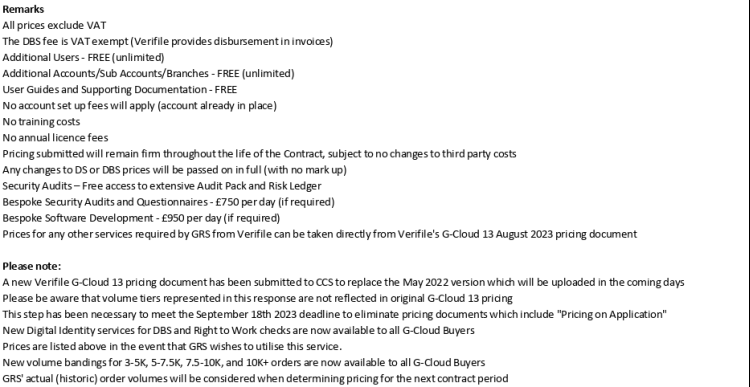 Remarks
All prices exclude VAT
The DBS fee is VAT exempt (Verifile provides disbursement in invoices)
Additional Users - FREE (unlimited)
Additional Accounts/Sub Accounts/Branches - FREE (unlimited)
User Guides and Supporting Documentation - FREE
No account set up fees will apply (account already in place)
No training costs
No annual licence fees
Pricing submitted will remain firm throughout the life of the Contract, subject to no changes to third party costs
Any changes to DS or DBS prices will be passed on in full (with no mark up)
Security Audits – Free access to extensive Audit Pack and Risk Ledger
Bespoke Security Audits and Questionnaires - £750 per day (if required)
Bespoke Software Development - £950 per day (if required)
Prices for any other services required by GRS from Verifile can be taken directly from Verifile's G-Cloud 13 August 2023 pricing document
Please note:
A new Verifile G-Cloud 13 pricing document has been submitted to CCS to replace the May 2022 version which will be uploaded in the coming days
Please be aware that volume tiers represented in this response are not reflected in original G-Cloud 13 pricing
This step has been necessary to meet the September 18th 2023 deadline to eliminate pricing documents which include "Pricing on Application"
New Digital Identity services for DBS and Right to Work checks are now available to all G-Cloud Buyers
Prices are listed above in the event that GRS wishes to utilise this service.
New volume bandings for 3-5K, 5-7.5K, 7.5-10K, and 10K+ orders are now available to all G-Cloud Buyers
GRS' actual (historic) order volumes will be considered when determining pricing for the next contract period